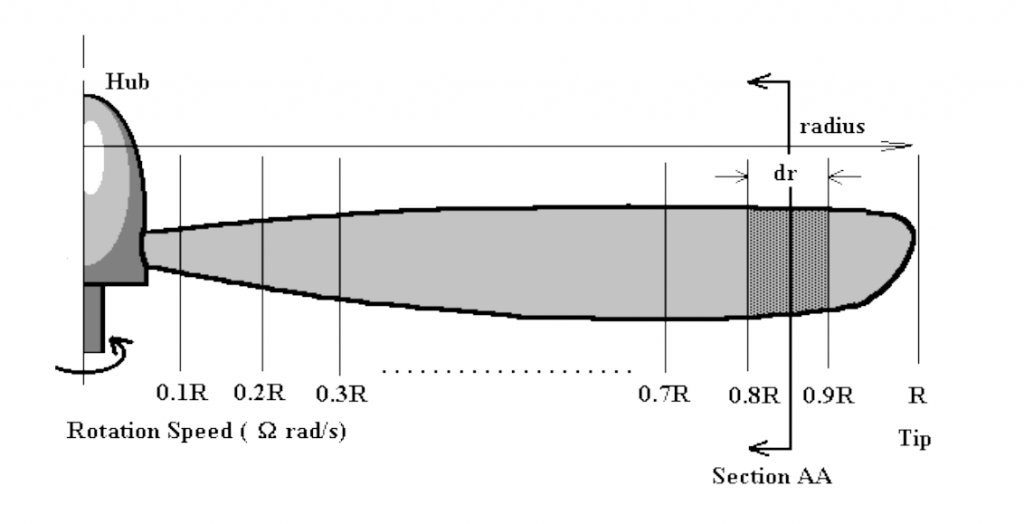 Hub
radius
dr
0.1R 0.2R 0.3R 0.7R 0.8R 0.9R R
Rotation Speed ( Ω rad/s)
Tip
Section AA